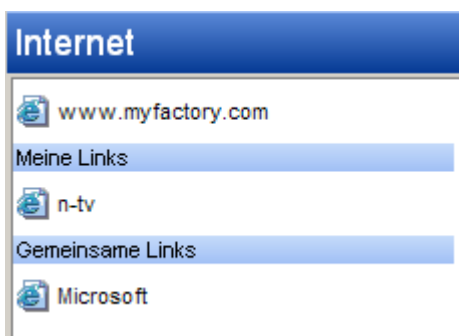 Internet
www.myfactory.com
Meine Links
n-tv
Gemeinsame Links
Microsoft